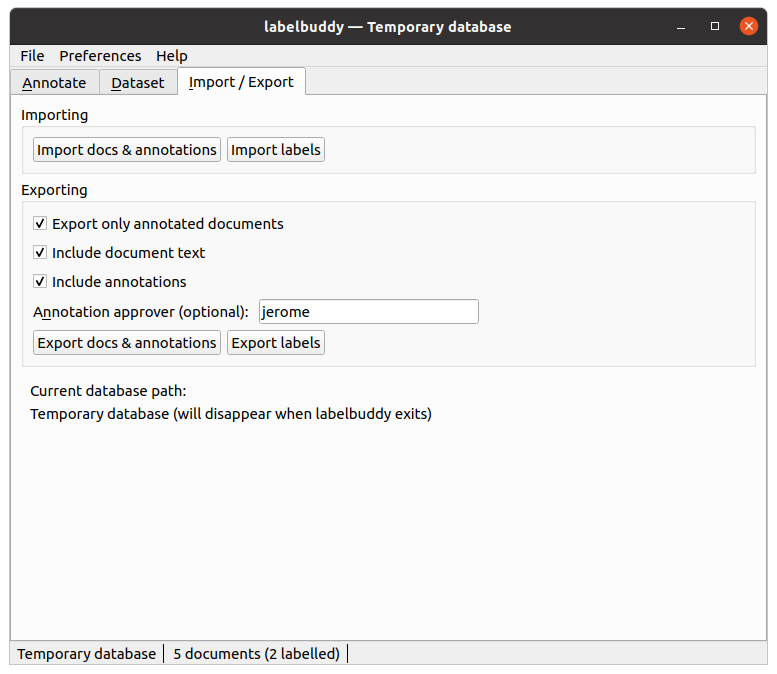 labelbuddy — Temporary database
File Preferences Help
Annotate Dataset Import / Export
Importing
Import docs & annotations Import labels
Exporting
Export only annotated documents
Include document text
Include annotations
Annotation approver (optional): jerome
Export docs & annotations Export labels
Current database path:
Temporary database (will disappear when labelbuddy exits)
Temporary database 5 documents (2 labelled)